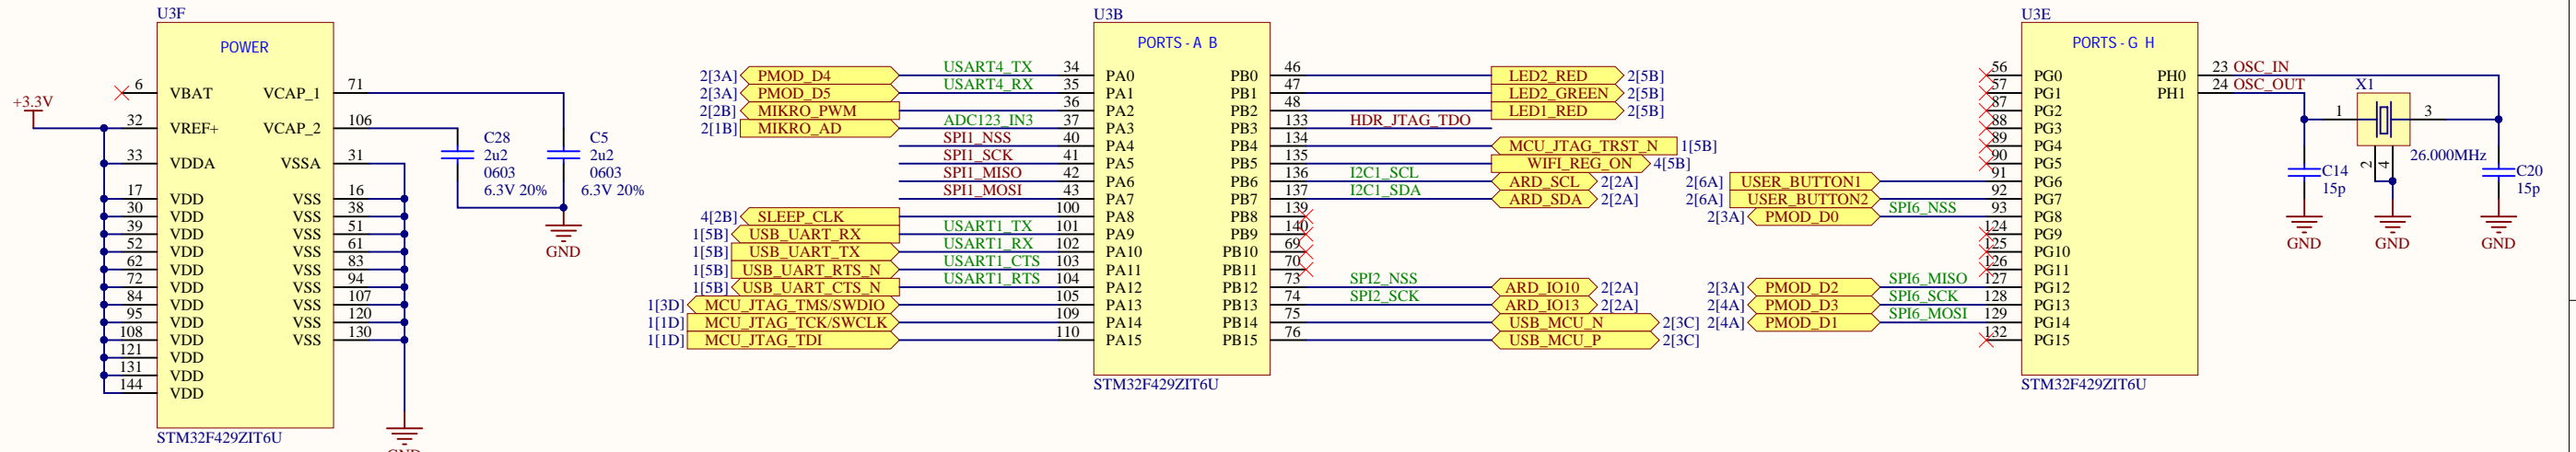 U3F
POWER
+3.3V
6 VBAT VCAP_1 71
32 VREF+ VCAP_2 106
33 VDDA VSSA 31
17 VDD VSS 16
30 VDD VSS 38
39 VDD VSS 51
52 VDD VSS 61
62 VDD VSS 83
72 VDD VSS 94
84 VDD VSS 107
95 VDD VSS 120
108 VDD VSS 130
121 VDD
131 VDD
144 VDD
STM32F429ZIT6U
GND
C28
2u2
0603
6.3V 20%
C5
2u2
0603
6.3V 20%
GND
U3B
PORTS-A B
2[3A] PMOD_D4 USART4_TX 34 PA0
2[3A] PMOD_D5 USART4_RX 35 PA1
2[2B] MIKRO_PWM 36 PA2
2[1B] MIKRO_AD ADC123_IN3 37 PA3
SPI1_NSS 40 PA4
SPI1_SCK 41 PA5
SPI1_MISO 42 PA6
SPI1_MOSI 43 PA7
4[2B] SLEEP_CLK 100 PA8
1[5B] USB_UART_RX USART1_TX 101 PA9
1[5B] USB_UART_TX USART1_RX 102 PA10
1[5B] USB_UART_RTS_N USART1_CTS 103 PA11
1[5B] USB_UART_CTS_N USART1_RTS 104 PA12
1[3D] MCU_JTAG_TMS/SWDIO 105 PA13
1[1D] MCU_JTAG_TCK/SWCLK 109 PA14
1[1D] MCU_JTAG_TDI 110 PA15
PB0 46 LED2_RED 2[5B]
PB1 47 LED2_GREEN 2[5B]
PB2 48 LED1_RED 2[5B]
PB3 133 HDR_JTAG_TDO
PB4 134 MCU_JTAG_TRST_N 1[5B]
PB5 135 WIFI_REG_ON 4[5B]
PB6 136 I2C1_SCL ARD_SCL 2[2A]
PB7 137 I2C1_SDA ARD_SDA 2[2A]
PB8 139
PB9 140
PB10 69
PB11 70
PB12 73 SPI2_NSS ARD_IO10 2[2A]
PB13 74 SPI2_SCK ARD_IO13 2[2A]
PB14 75 USB_MCU_N 2[3C]
PB15 76 USB_MCU_P 2[3C]
STM32F429ZIT6U
U3E
PORTS-G H
56 PG0
57 PG1
87 PG2
88 PG3
89 PG4
90 PG5
2[6A] USER_BUTTON1 91 PG6
2[6A] USER_BUTTON2 92 PG7
2[3A] PMOD_D0 SPI6_NSS 93 PG8
124 PG9
125 PG10
126 PG11
2[3A] PMOD_D2 SPI6_MISO 127 PG12
2[4A] PMOD_D3 SPI6_SCK 128 PG13
2[4A] PMOD_D1 SPI6_MOSI 129 PG14
132 PG15
PH0 23 OSC_IN
PH1 24 OSC_OUT
STM32F429ZIT6U
X1
1 3
2 4
26.000MHz
C14
15p
C20
15p
GND GND GND